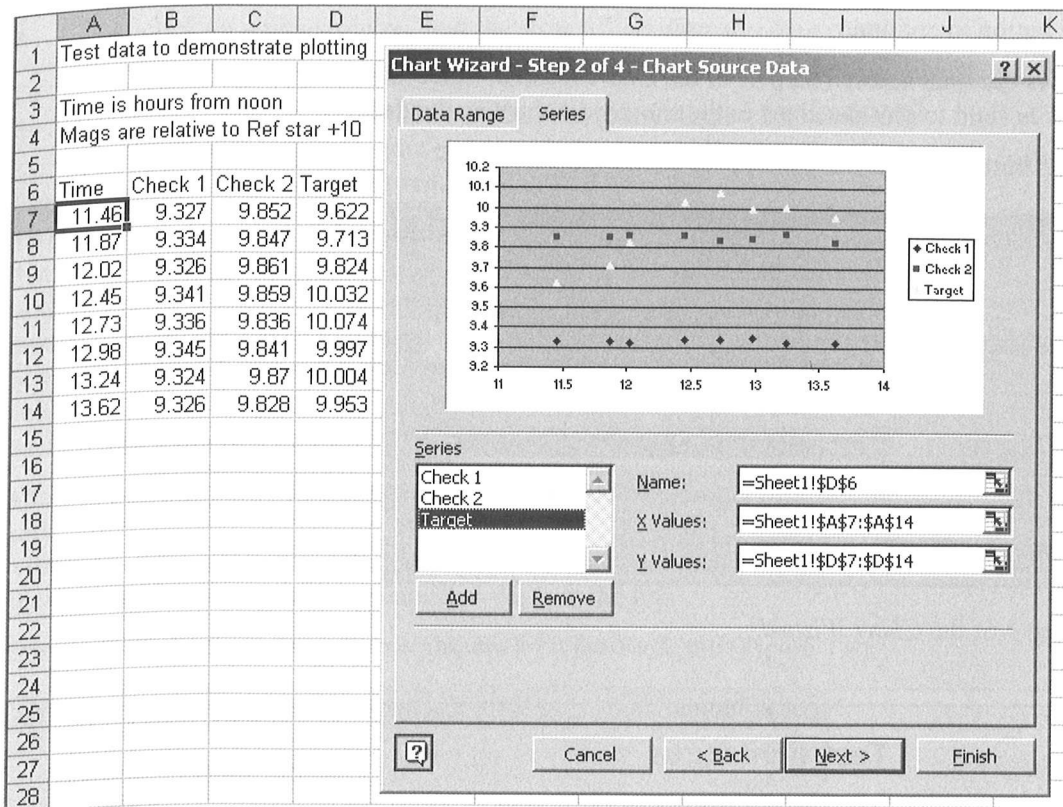 A B C D E F G H I J K
1 Test data to demonstrate plotting
2
3 Time is hours from noon
4 Mags are relative to Ref star +10
5
6 Time Check 1 Check 2 Target
7 11.46 9.327 9.852 9.622
8 11.87 9.334 9.847 9.713
9 12.02 9.326 9.861 9.824
10 12.45 9.341 9.859 10.032
11 12.73 9.336 9.836 10.074
12 12.98 9.345 9.841 9.997
13 13.24 9.324 9.87 10.004
14 13.62 9.326 9.828 9.953
15
16
17
18
19
20
21
22
23
24
25
26
27
28
Chart Wizard - Step 2 of 4 - Chart Source Data ? X
Data Range Series
10.2
10.1
10
9.9
9.8
9.7
9.6
9.5
9.4
9.3
9.2
11 11.5 12 12.5 13 13.5 14
Check 1
Check 2
Target
Series
Check 1
Check 2
Target
Add Remove
Name: =Sheet1!$D$6
X Values: =Sheet1!$A$7:$A$14
Y Values: =Sheet1!$D$7:$D$14
? Cancel < Back Next > Finish